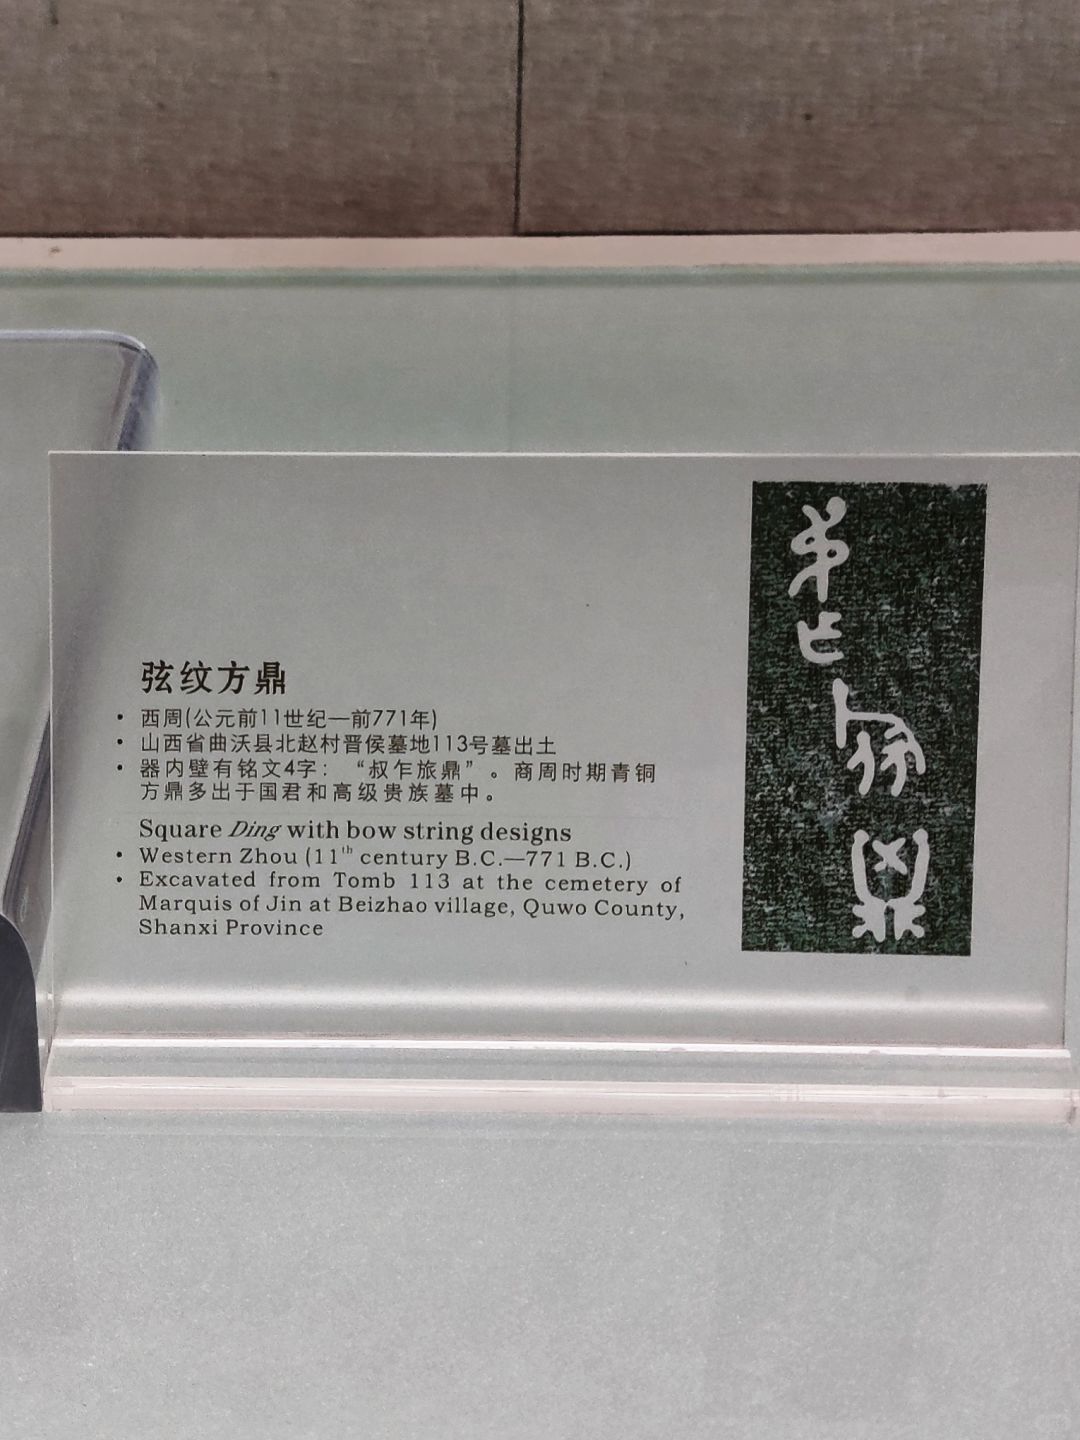 弦纹方鼎
• 西周(公元前11世纪—前771年)
• 山西省曲沃县北赵村晋侯墓地113号墓出土
• 器内壁有铭文4字：“叔乍旅鼎”。商周时期青铜
方鼎多出于国君和高级贵族墓中。
Square Ding with bow string designs
• Western Zhou (11th century B.C.—771 B.C.)
• Excavated from Tomb 113 at the cemetery of
Marquis of Jin at Beizhao village, Quwo County,
Shanxi Province
叔
乍
旅
鼎